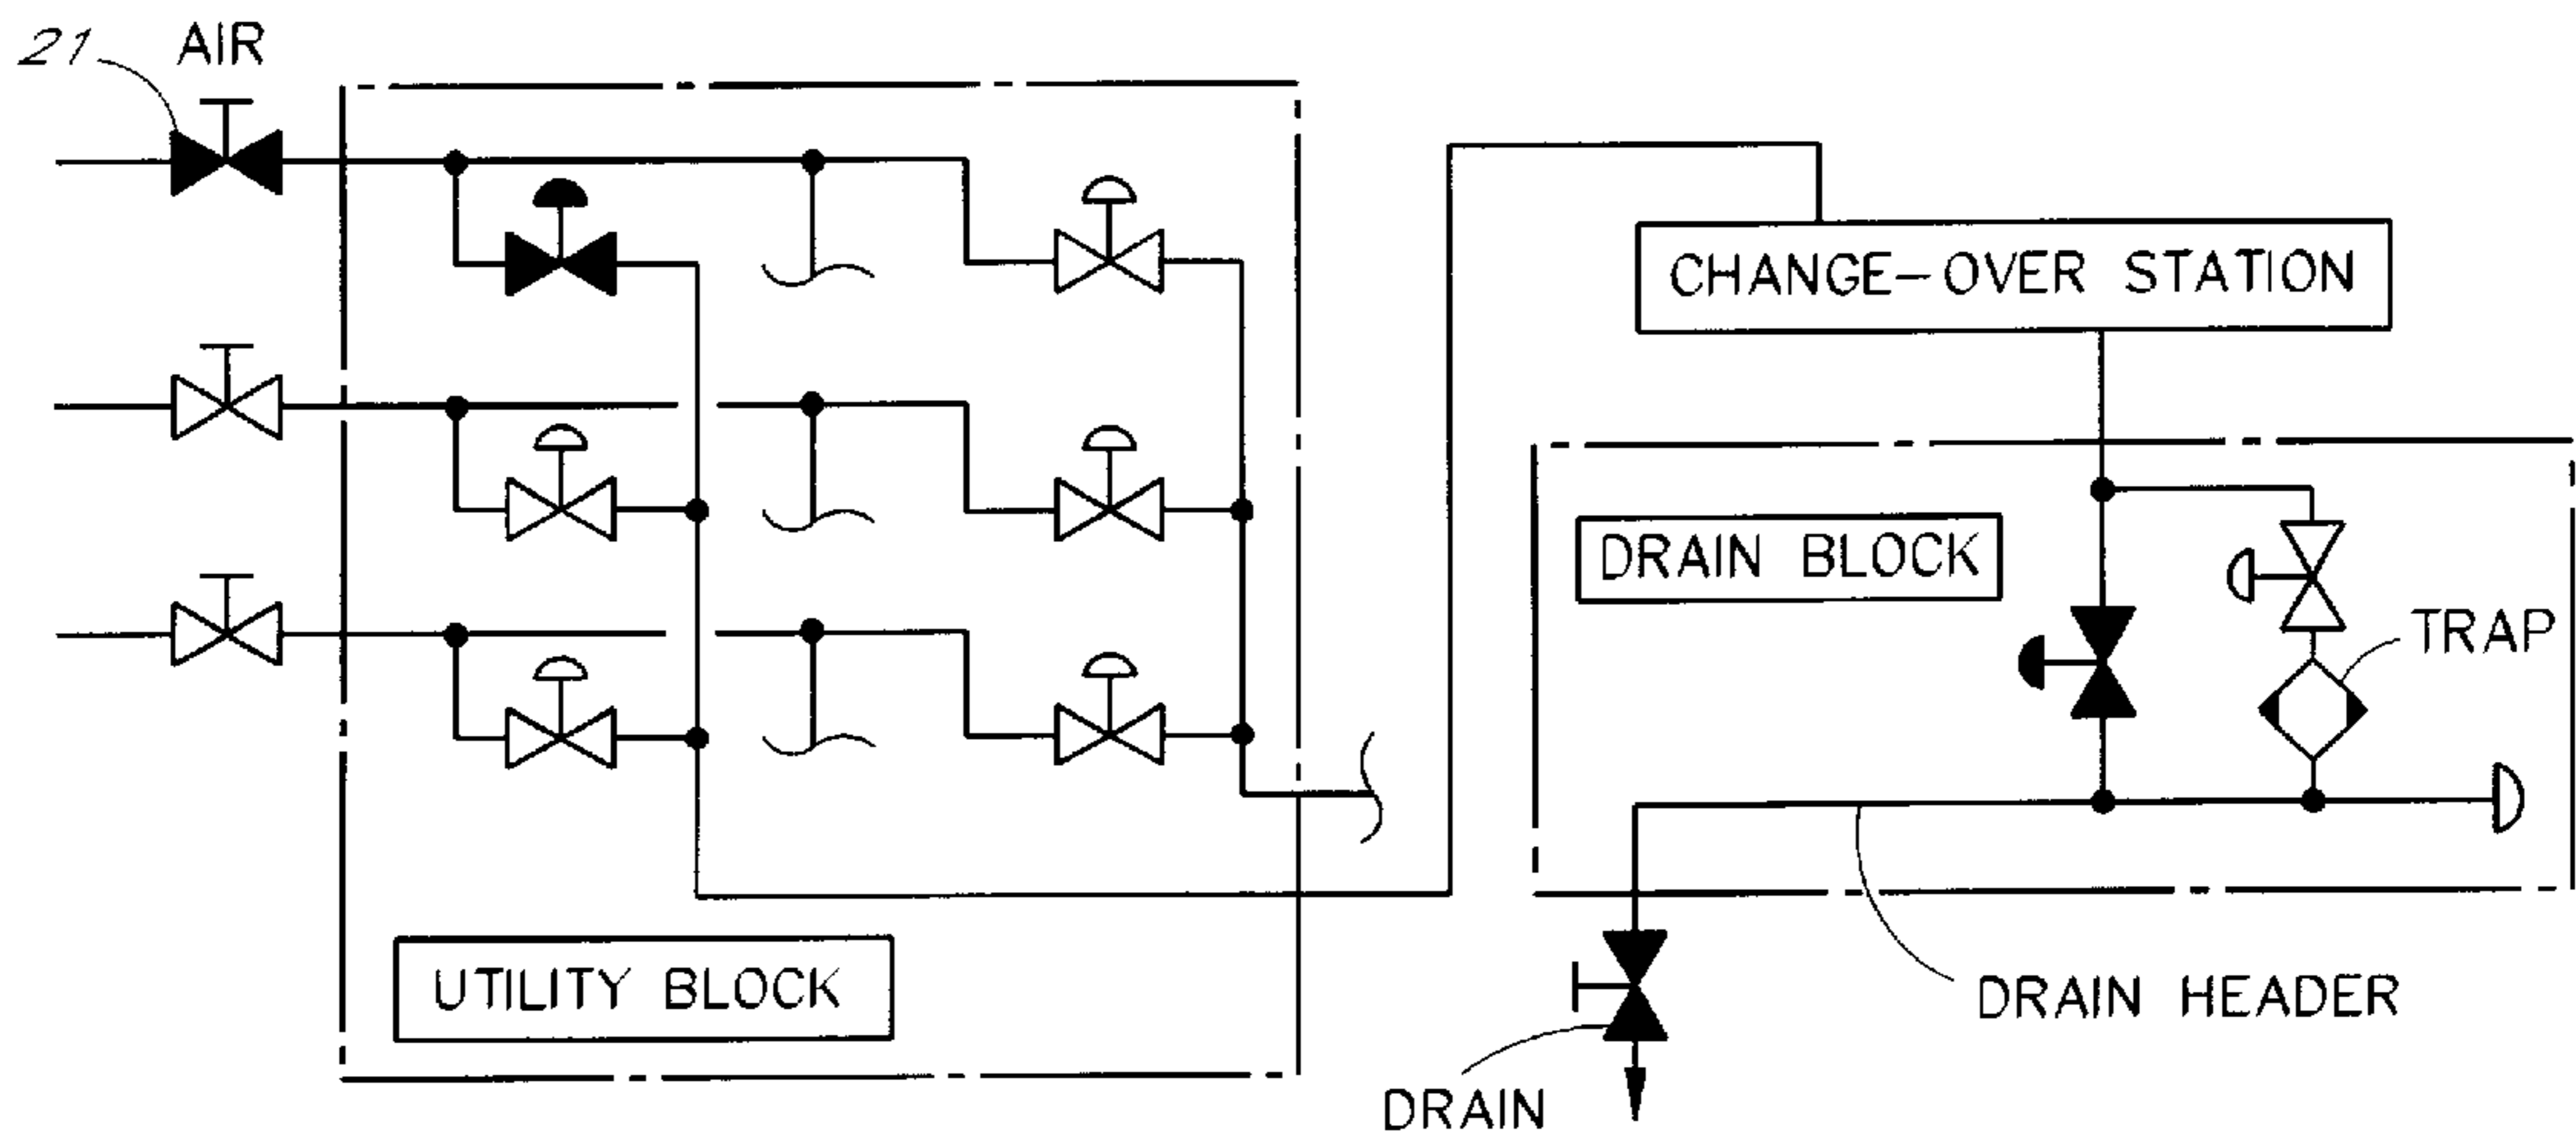 21
AIR
CHANGE-OVER STATION
DRAIN BLOCK
TRAP
UTILITY BLOCK
DRAIN HEADER
DRAIN